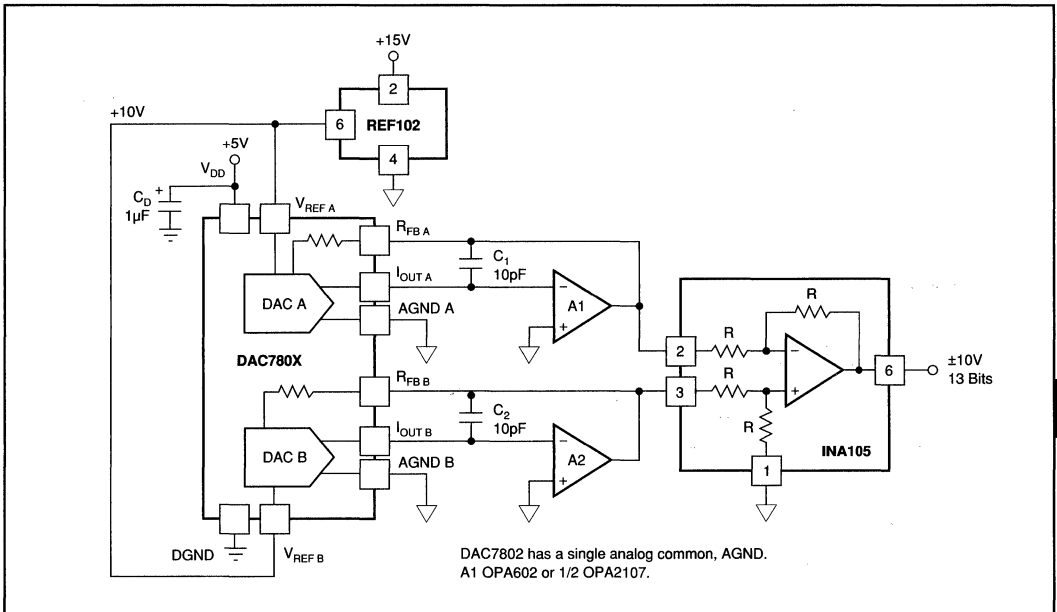 +15V
2
+10V
6
REF102
+5V
V_DD
4
C_D
+
1µF
V_REF A
R_FB A
C₁
10pF
I_OUT A
DAC A
AGND A
−
A1
+
DAC780X
R_FB B
C₂
10pF
I_OUT B
DAC B
AGND B
−
A2
+
R
R
2
−
R
3
+
6
±10V
13 Bits
R
INA105
1
DGND
V_REF B
DAC7802 has a single analog common, AGND.
A1 OPA602 or 1/2 OPA2107.